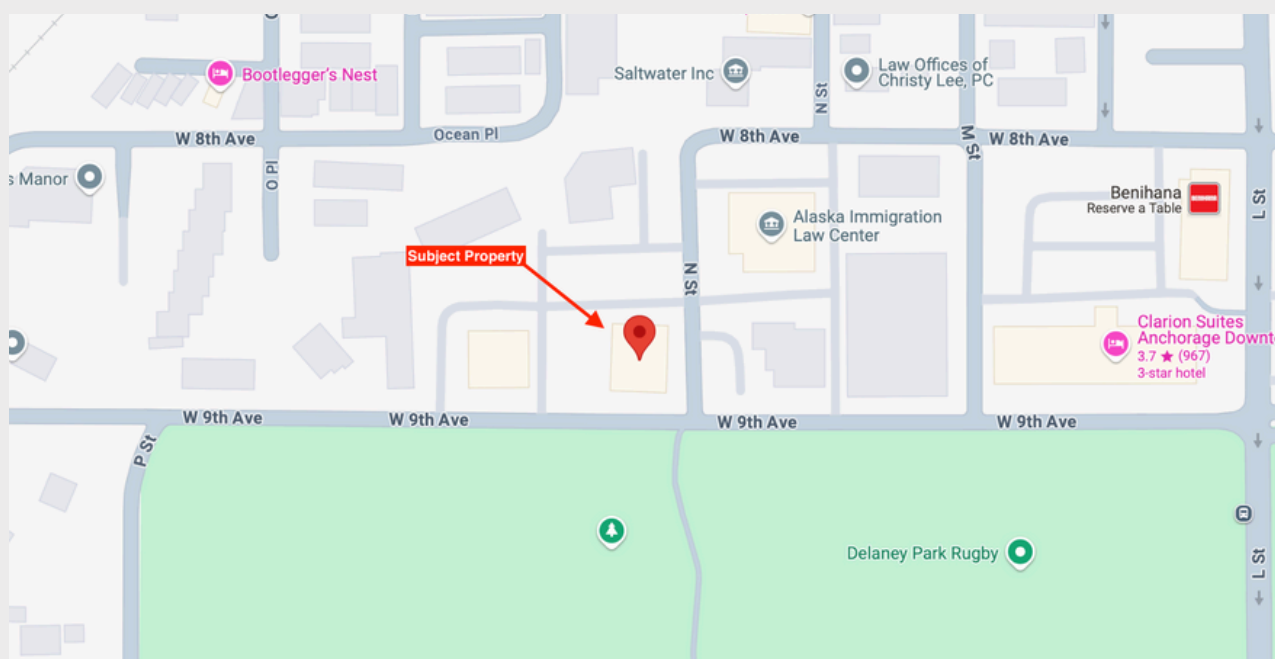 Bootlegger's Nest
Saltwater Inc
Law Offices of
Christy Lee, PC
N St
W 8th Ave
Ocean Pl
W 8th Ave
M St
W 8th Ave
s Manor
O Pl
Benihana
Reserve a Table
L St
Alaska Immigration
Law Center
Subject Property
N St
Clarion Suites
Anchorage Downt
3.7 ★ (967)
3-star hotel
W 9th Ave
W 9th Ave
W 9th Ave
W 9th Ave
P St
Delaney Park Rugby
L St